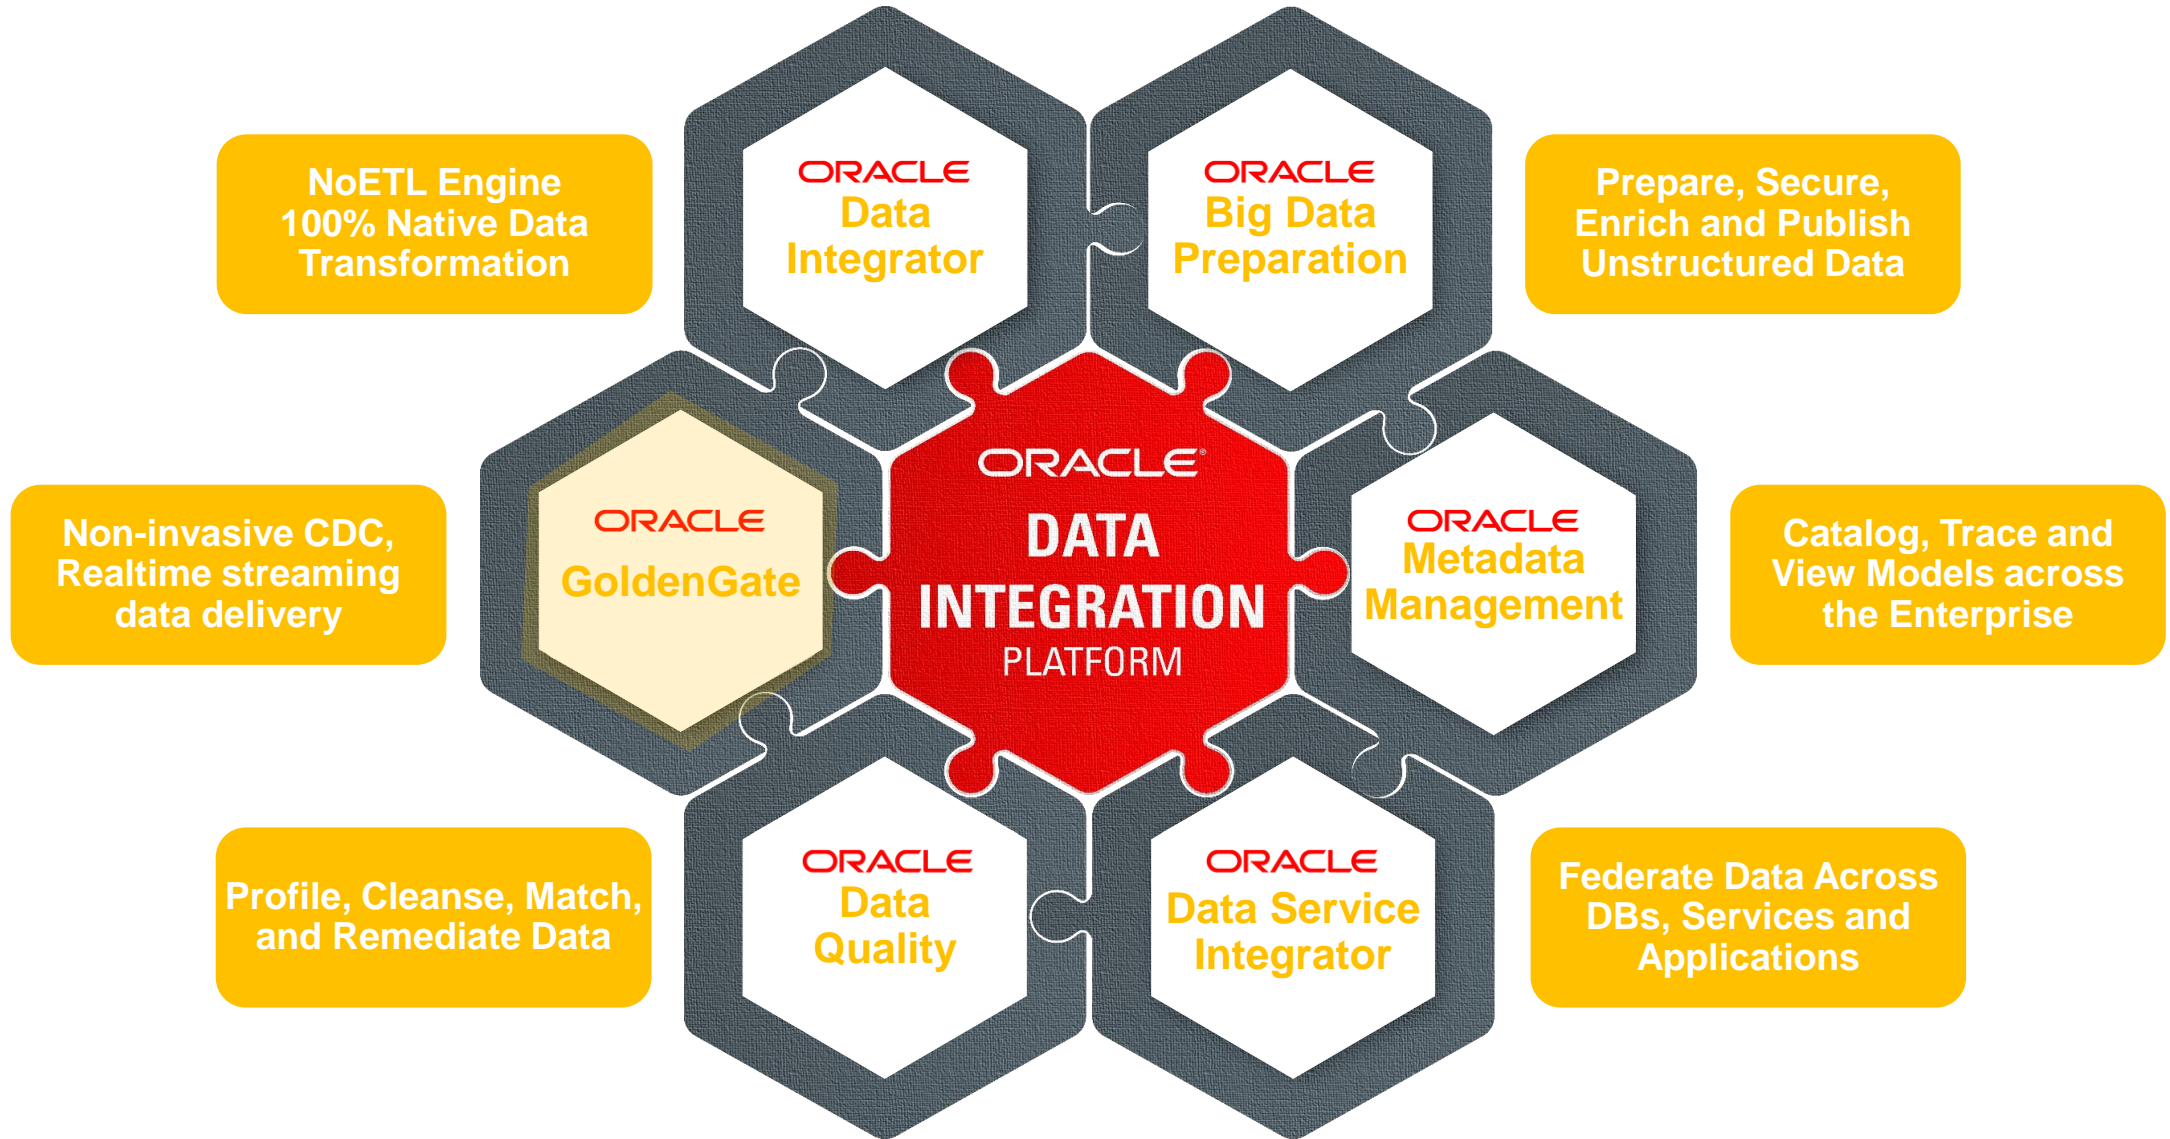 NoETL Engine
100% Native Data
Transformation
ORACLE
Data
Integrator
ORACLE
Big Data
Preparation
Prepare, Secure,
Enrich and Publish
Unstructured Data
Non-invasive CDC,
Realtime streaming
data delivery
ORACLE
GoldenGate
ORACLE®
DATA
INTEGRATION
PLATFORM
ORACLE
Metadata
Management
Catalog, Trace and
View Models across
the Enterprise
Profile, Cleanse, Match,
and Remediate Data
ORACLE
Data
Quality
ORACLE
Data Service
Integrator
Federate Data Across
DBs, Services and
Applications